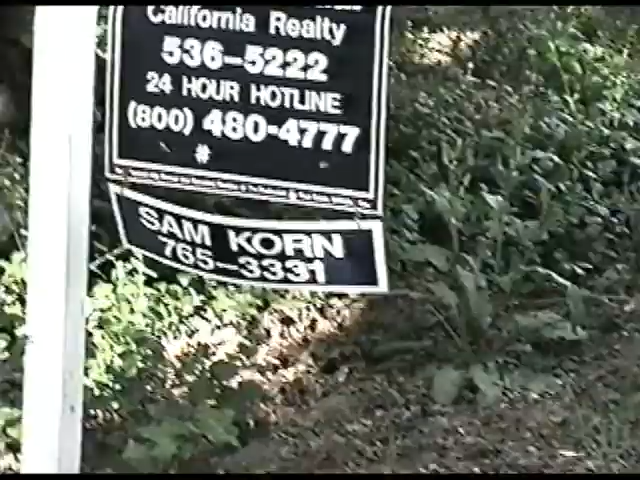 California Realty
536-5222
24 HOUR HOTLINE
(800) 480-4777
#
SAM KORN
765-3331